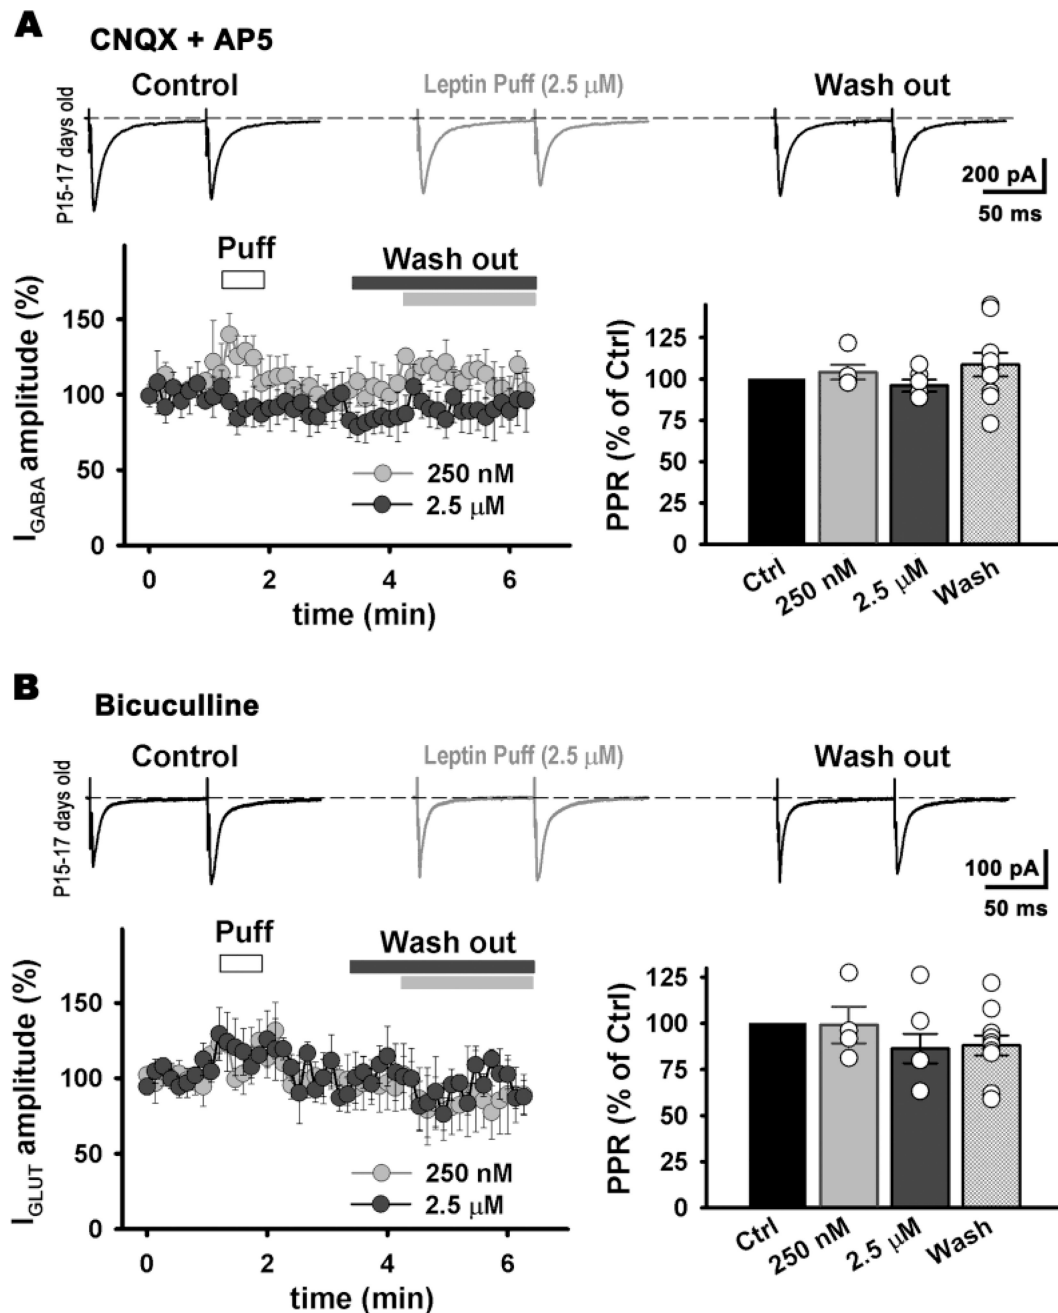 A
CNQX + AP5
Control
Leptin Puff (2.5 μM)
Wash out
P15-17 days old
200 pA
50 ms
Puff
Wash out
I_GABA amplitude (%)
150
100
50
0
250 nM
2.5 μM
0 2 4 6
time (min)
PPR (% of Ctrl)
125
100
75
50
25
0
Ctrl
250 nM
2.5 μM
Wash
B
Bicuculline
Control
Leptin Puff (2.5 μM)
Wash out
P15-17 days old
100 pA
50 ms
Puff
Wash out
I_GLUT amplitude (%)
150
100
50
0
250 nM
2.5 μM
0 2 4 6
time (min)
PPR (% of Ctrl)
125
100
75
50
25
0
Ctrl
250 nM
2.5 μM
Wash